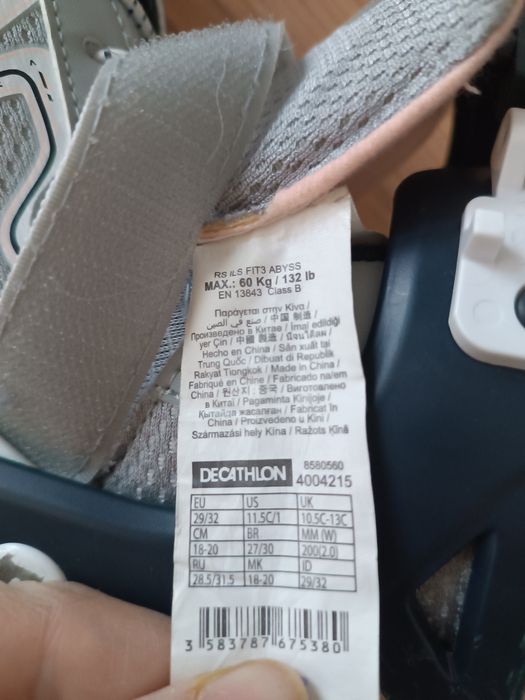 RS ILS FIT3 ABYSS
MAX.: 60 Kg / 132 lb
EN 13843 Class B
Παράγεται στην Κίνα /
صنع في الصين / 中国 制造 /
Произведено в Китае / İmal edildiği
yer Çin / 中國 製造 / จีนผลิต /
Hecho en China / Sản xuất tại
Trung Quốc / Dibuat di Republik
Rakyat Tiongkok / Made in China /
Fabriqué en Chine / Fabricado na/em
China / 원산지 : 중국 / Виготовлено
в Китаї / Pagaminta Kinijoje /
Қытайда жасалған / Fabricat în
China / Proizvedeno u Kini /
Származási hely Kína / Ražots Ķīnā
DECATHLON 8580560
4004215
EU US UK
29/32 11.5C/1 10.5C-13C
CM BR MM (W)
18-20 27/30 200(2.0)
RU MK ID
28.5/31.5 18-20 29/32
3 583787 675380